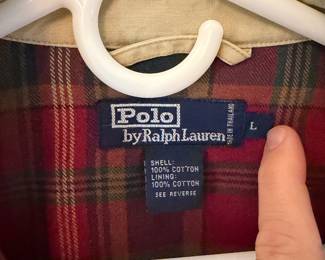 Polo
by Ralph Lauren
MADE IN THAILAND
L
SHELL:
100% COTTON
LINING:
100% COTTON
SEE REVERSE